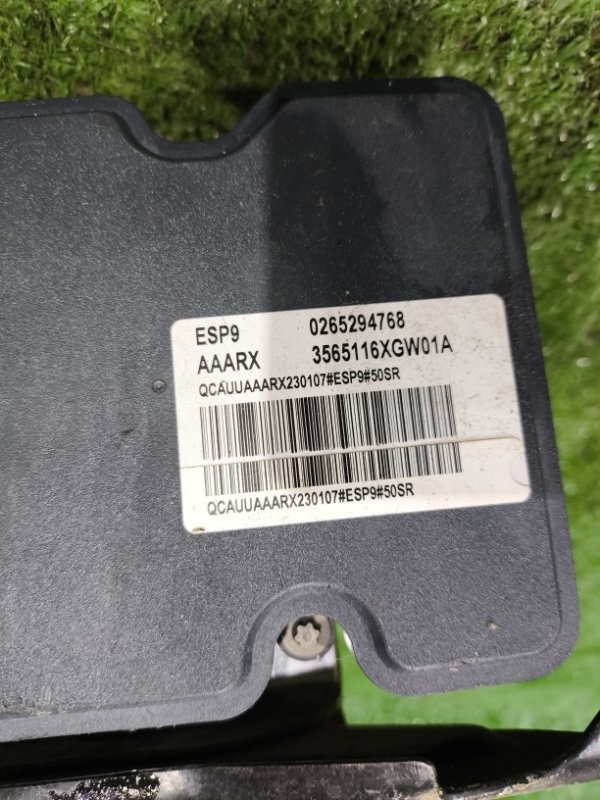 ESP9 0265294768
AAARX 3565116XGW01A
QCAUUAAARX230107#ESP9#50SR
QCAUUAAARX230107#ESP9#50SR